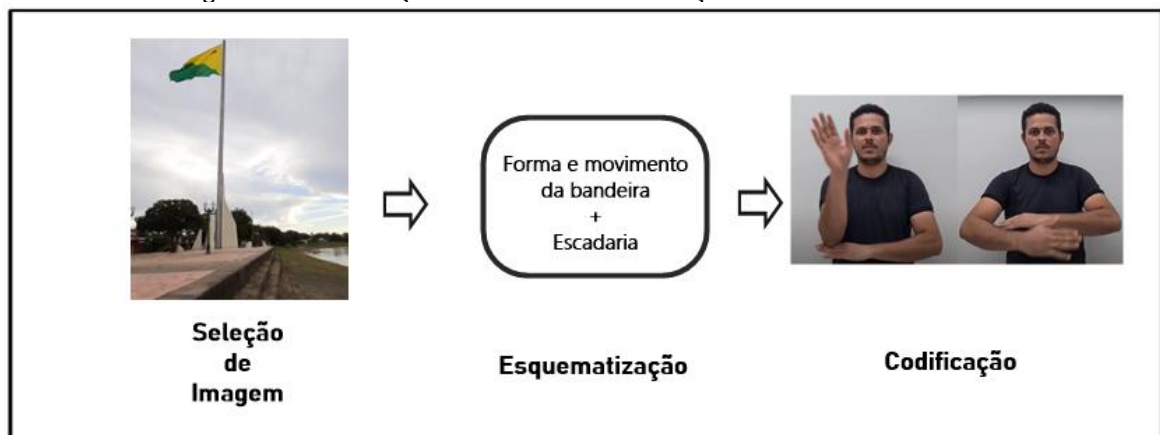 Forma e movimento
da bandeira
+
Escadaria
Seleção
de
Imagem
Esquematização
Codificação